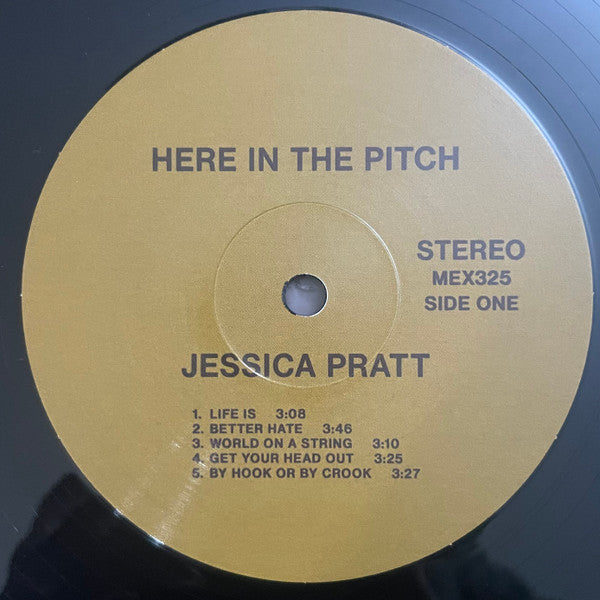 HERE IN THE PITCH
STEREO
MEX325
SIDE ONE
JESSICA PRATT
1. LIFE IS 3:08
2. BETTER HATE 3:46
3. WORLD ON A STRING 3:10
4. GET YOUR HEAD OUT 3:25
5. BY HOOK OR BY CROOK 3:27